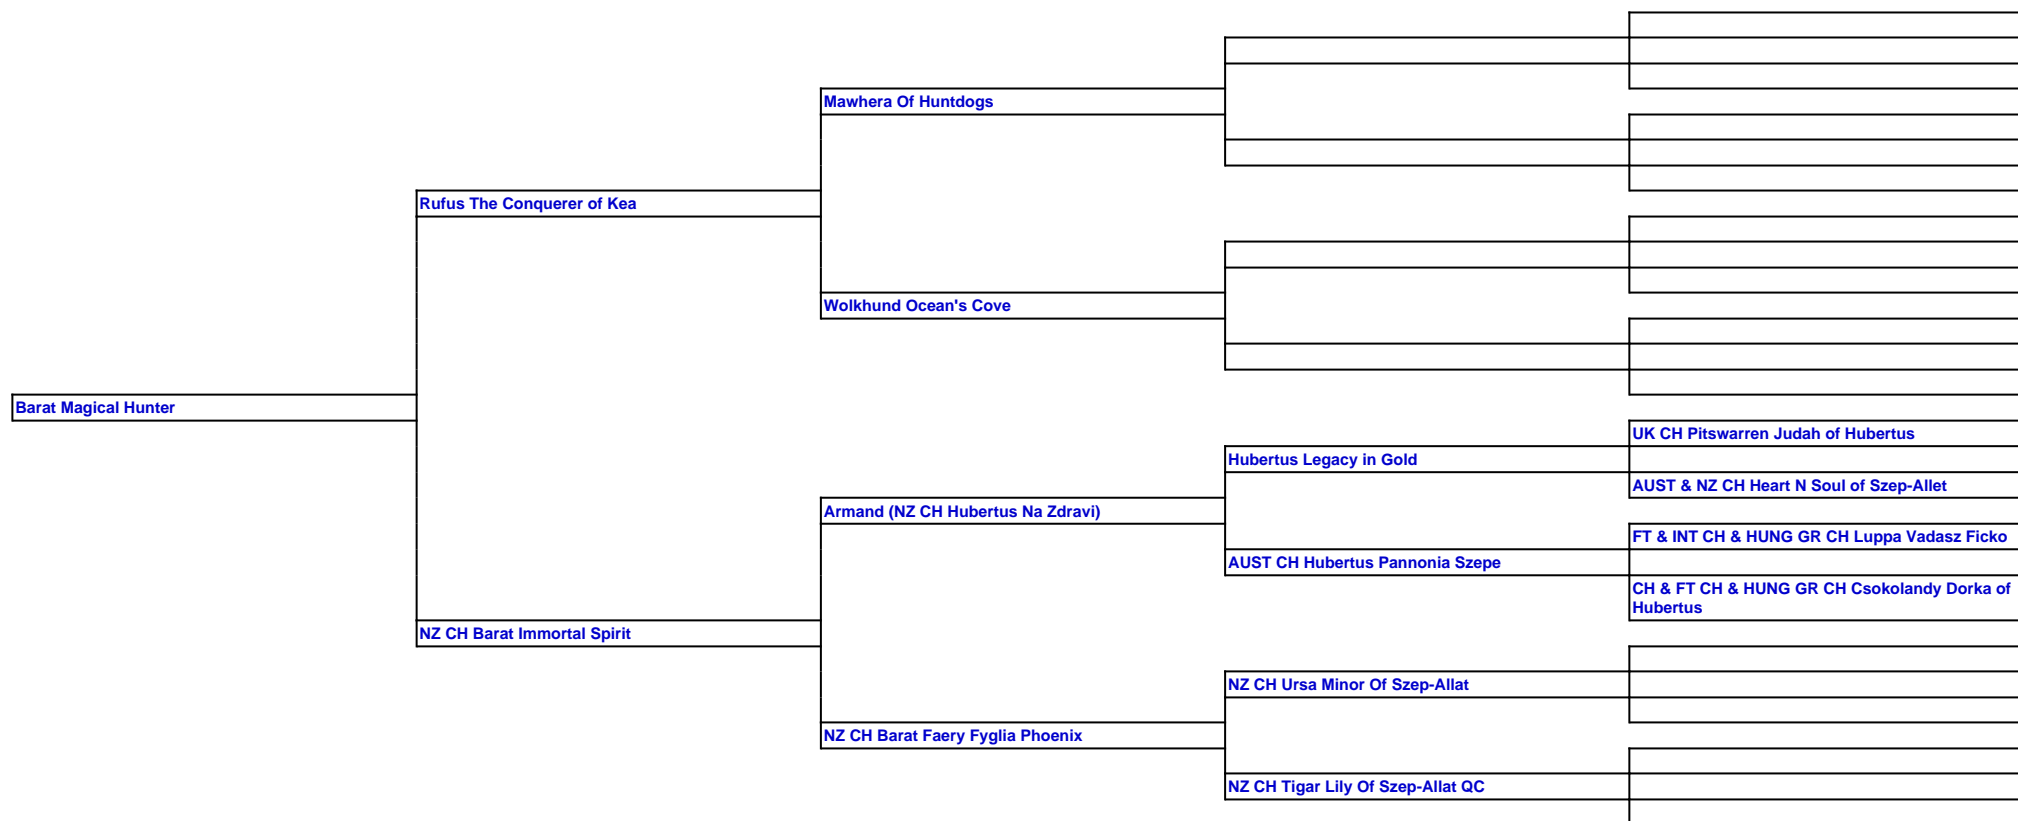 Mawhera Of Huntdogs
Rufus The Conquerer of Kea
Wolkhund Ocean's Cove
Barat Magical Hunter
UK CH Pitswarren Judah of Hubertus
Hubertus Legacy in Gold
AUST & NZ CH Heart N Soul of Szep-Allet
Armand (NZ CH Hubertus Na Zdravi)
FT & INT CH & HUNG GR CH Luppa Vadasz Ficko
AUST CH Hubertus Pannonia Szepe
CH & FT CH & HUNG GR CH Csokolandy Dorka of
Hubertus
NZ CH Barat Immortal Spirit
NZ CH Ursa Minor Of Szep-Allat
NZ CH Barat Faery Fyglia Phoenix
NZ CH Tigar Lily Of Szep-Allat QC